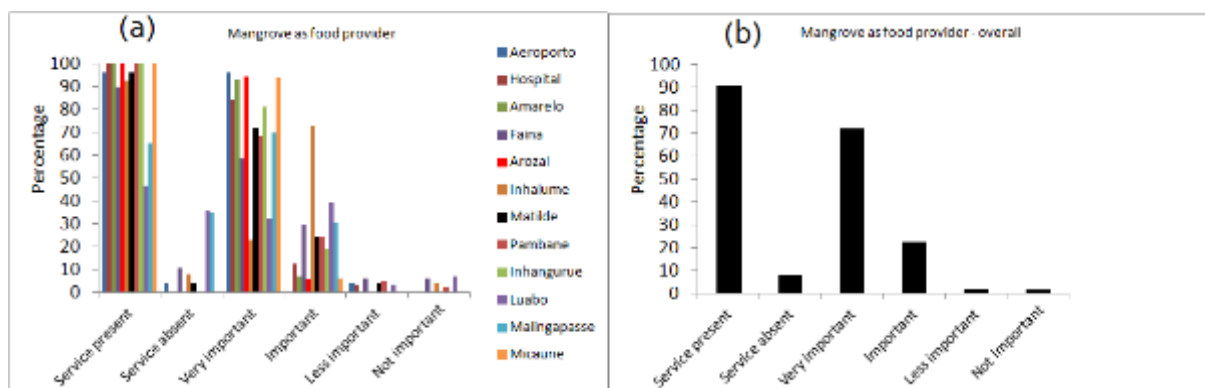 (a)
Mangrove as food provider
100
90
80
70
60
50
40
30
20
10
0
Percentage
Service present
Service absent
Very important
Important
Less important
Not important
Aeroporto
Hospital
Amarelo
Faina
Arozal
Inhalume
Matilde
Pambane
Inhangurue
Luabo
Malingapasse
Micaune
(b)
Mangrove as food provider - overall
100
90
80
70
60
50
40
30
20
10
0
Percentage
Service present
Service absent
Very important
Important
Less important
Not important